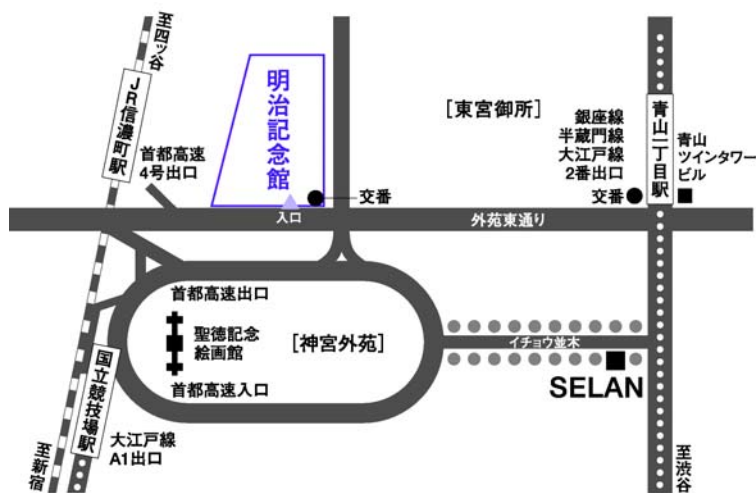 至四ッ谷
JR信濃町駅
首都高速
4号出口
明治記念館
交番
入口
[東宮御所]
銀座線
半蔵門線
大江戸線
2番出口
交番
青山一丁目駅
青山
ツインタワー
ビル
外苑東通り
首都高速出口
聖徳記念
絵画館
[神宮外苑]
首都高速入口
イチョウ並木
SELAN
国立競技場駅
大江戸線
A1出口
至新宿
至渋谷